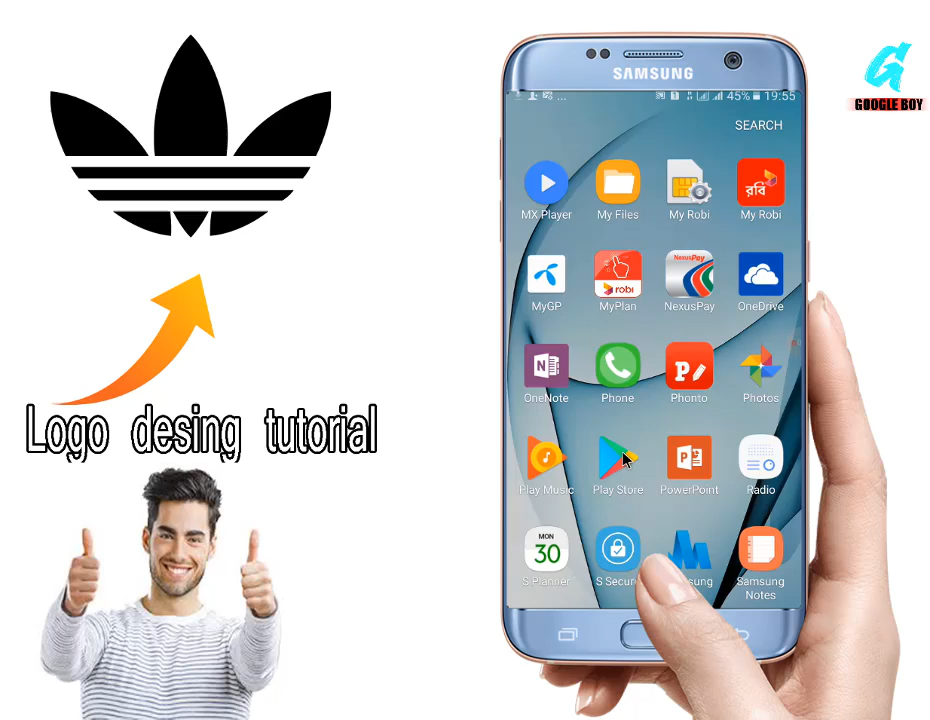 SAMSUNG
GOOGLE BOY
... 45% 19:55
SEARCH
MX Player My Files My Robi My Robi
রবি
MyGP MyPlan NexusPay OneDrive
NexusPay
robi
OneNote Phone Phonto Photos
N
P
Logo desing tutorial
Play Music Play Store PowerPoint Radio
P
MON
30
S Planner S Secure Samsung
Samsung
Notes